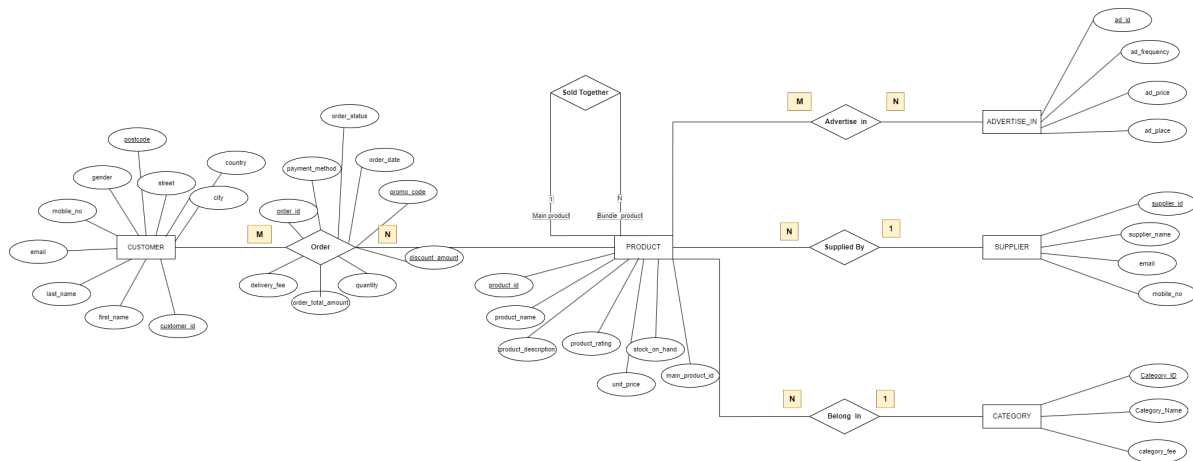 ad_id
ad_frequency
ad_price
ad_place
Sold Together
M
N
Advertise in
ADVERTISE_IN
order_status
postcode
country
payment_method
order_date
gender
street
city
promo_code
mobile_no
order_id
1
Main product
N
Bundle_product
supplier_id
supplier_name
email
CUSTOMER
M
Order
N
discount_amount
PRODUCT
N
Supplied By
1
SUPPLIER
email
mobile_no
last_name
first_name
customer_id
delivery_fee
order_total_amount
quantity
product_id
product_name
product_description
product_rating
stock_on_hand
unit_price
main_product_id
N
Belong In
1
CATEGORY
Category_ID
Category_Name
category_fee